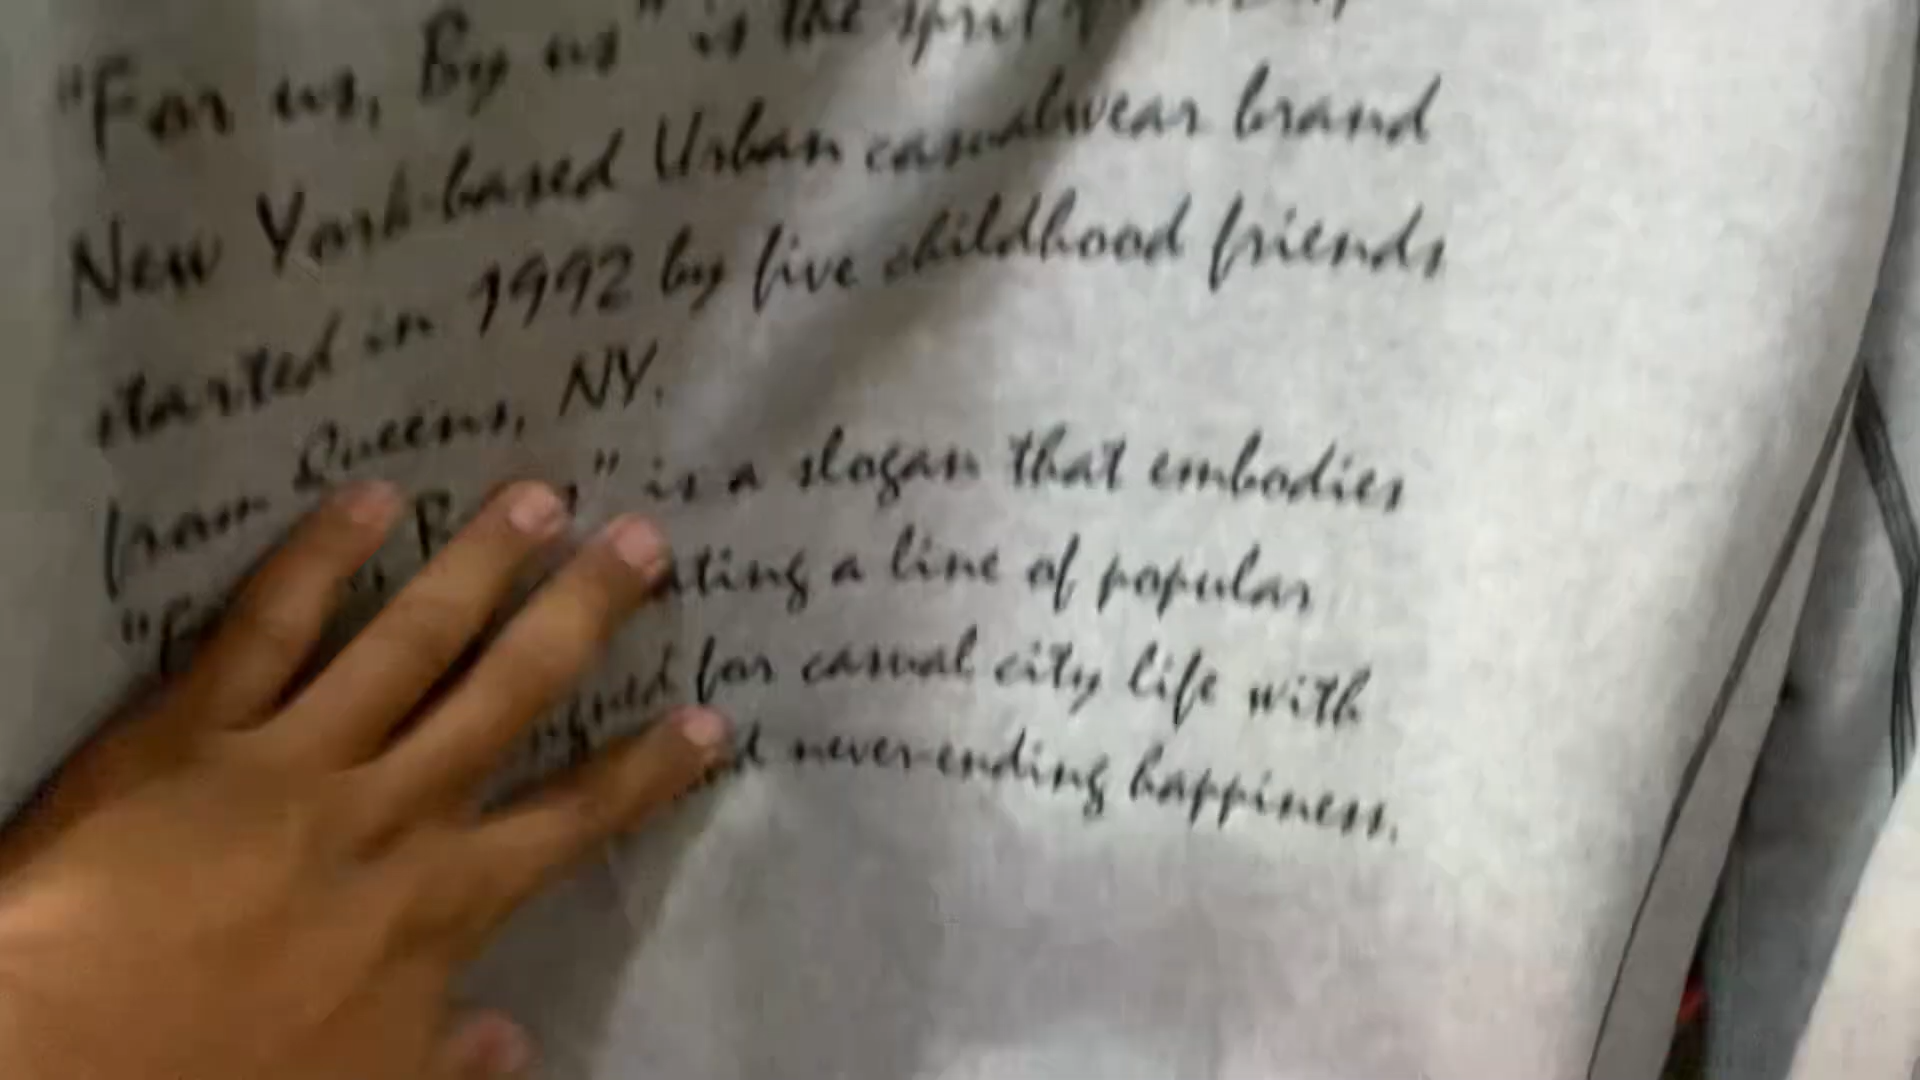 "For us, By us" is the sprit
New York-based Urban casualwear brand
started in 1992 by five childhood friends
from Queens, NY.
" is a slogan that embodies
a line of popular
for casual city life with
never-ending happiness.